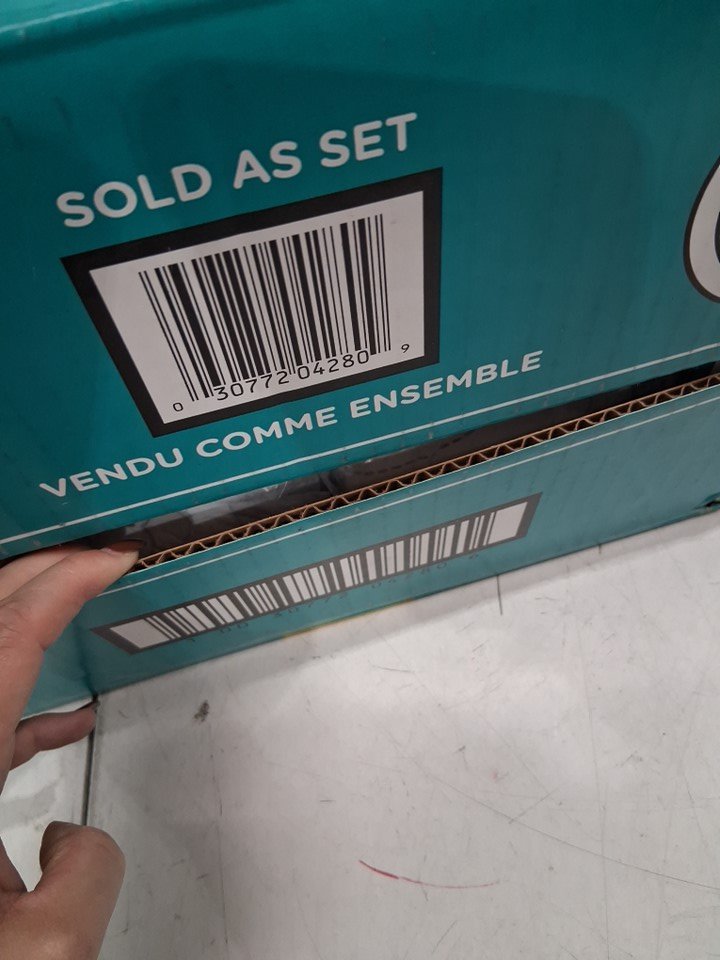 SOLD AS SET
0 30772 04280 9
VENDU COMME ENSEMBLE